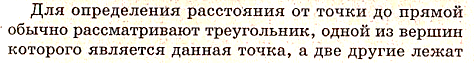 Для определения расстояния от точки до прямой
обычно рассматривают треугольник, одной из вершин
которого является данная точка, а две другие лежат